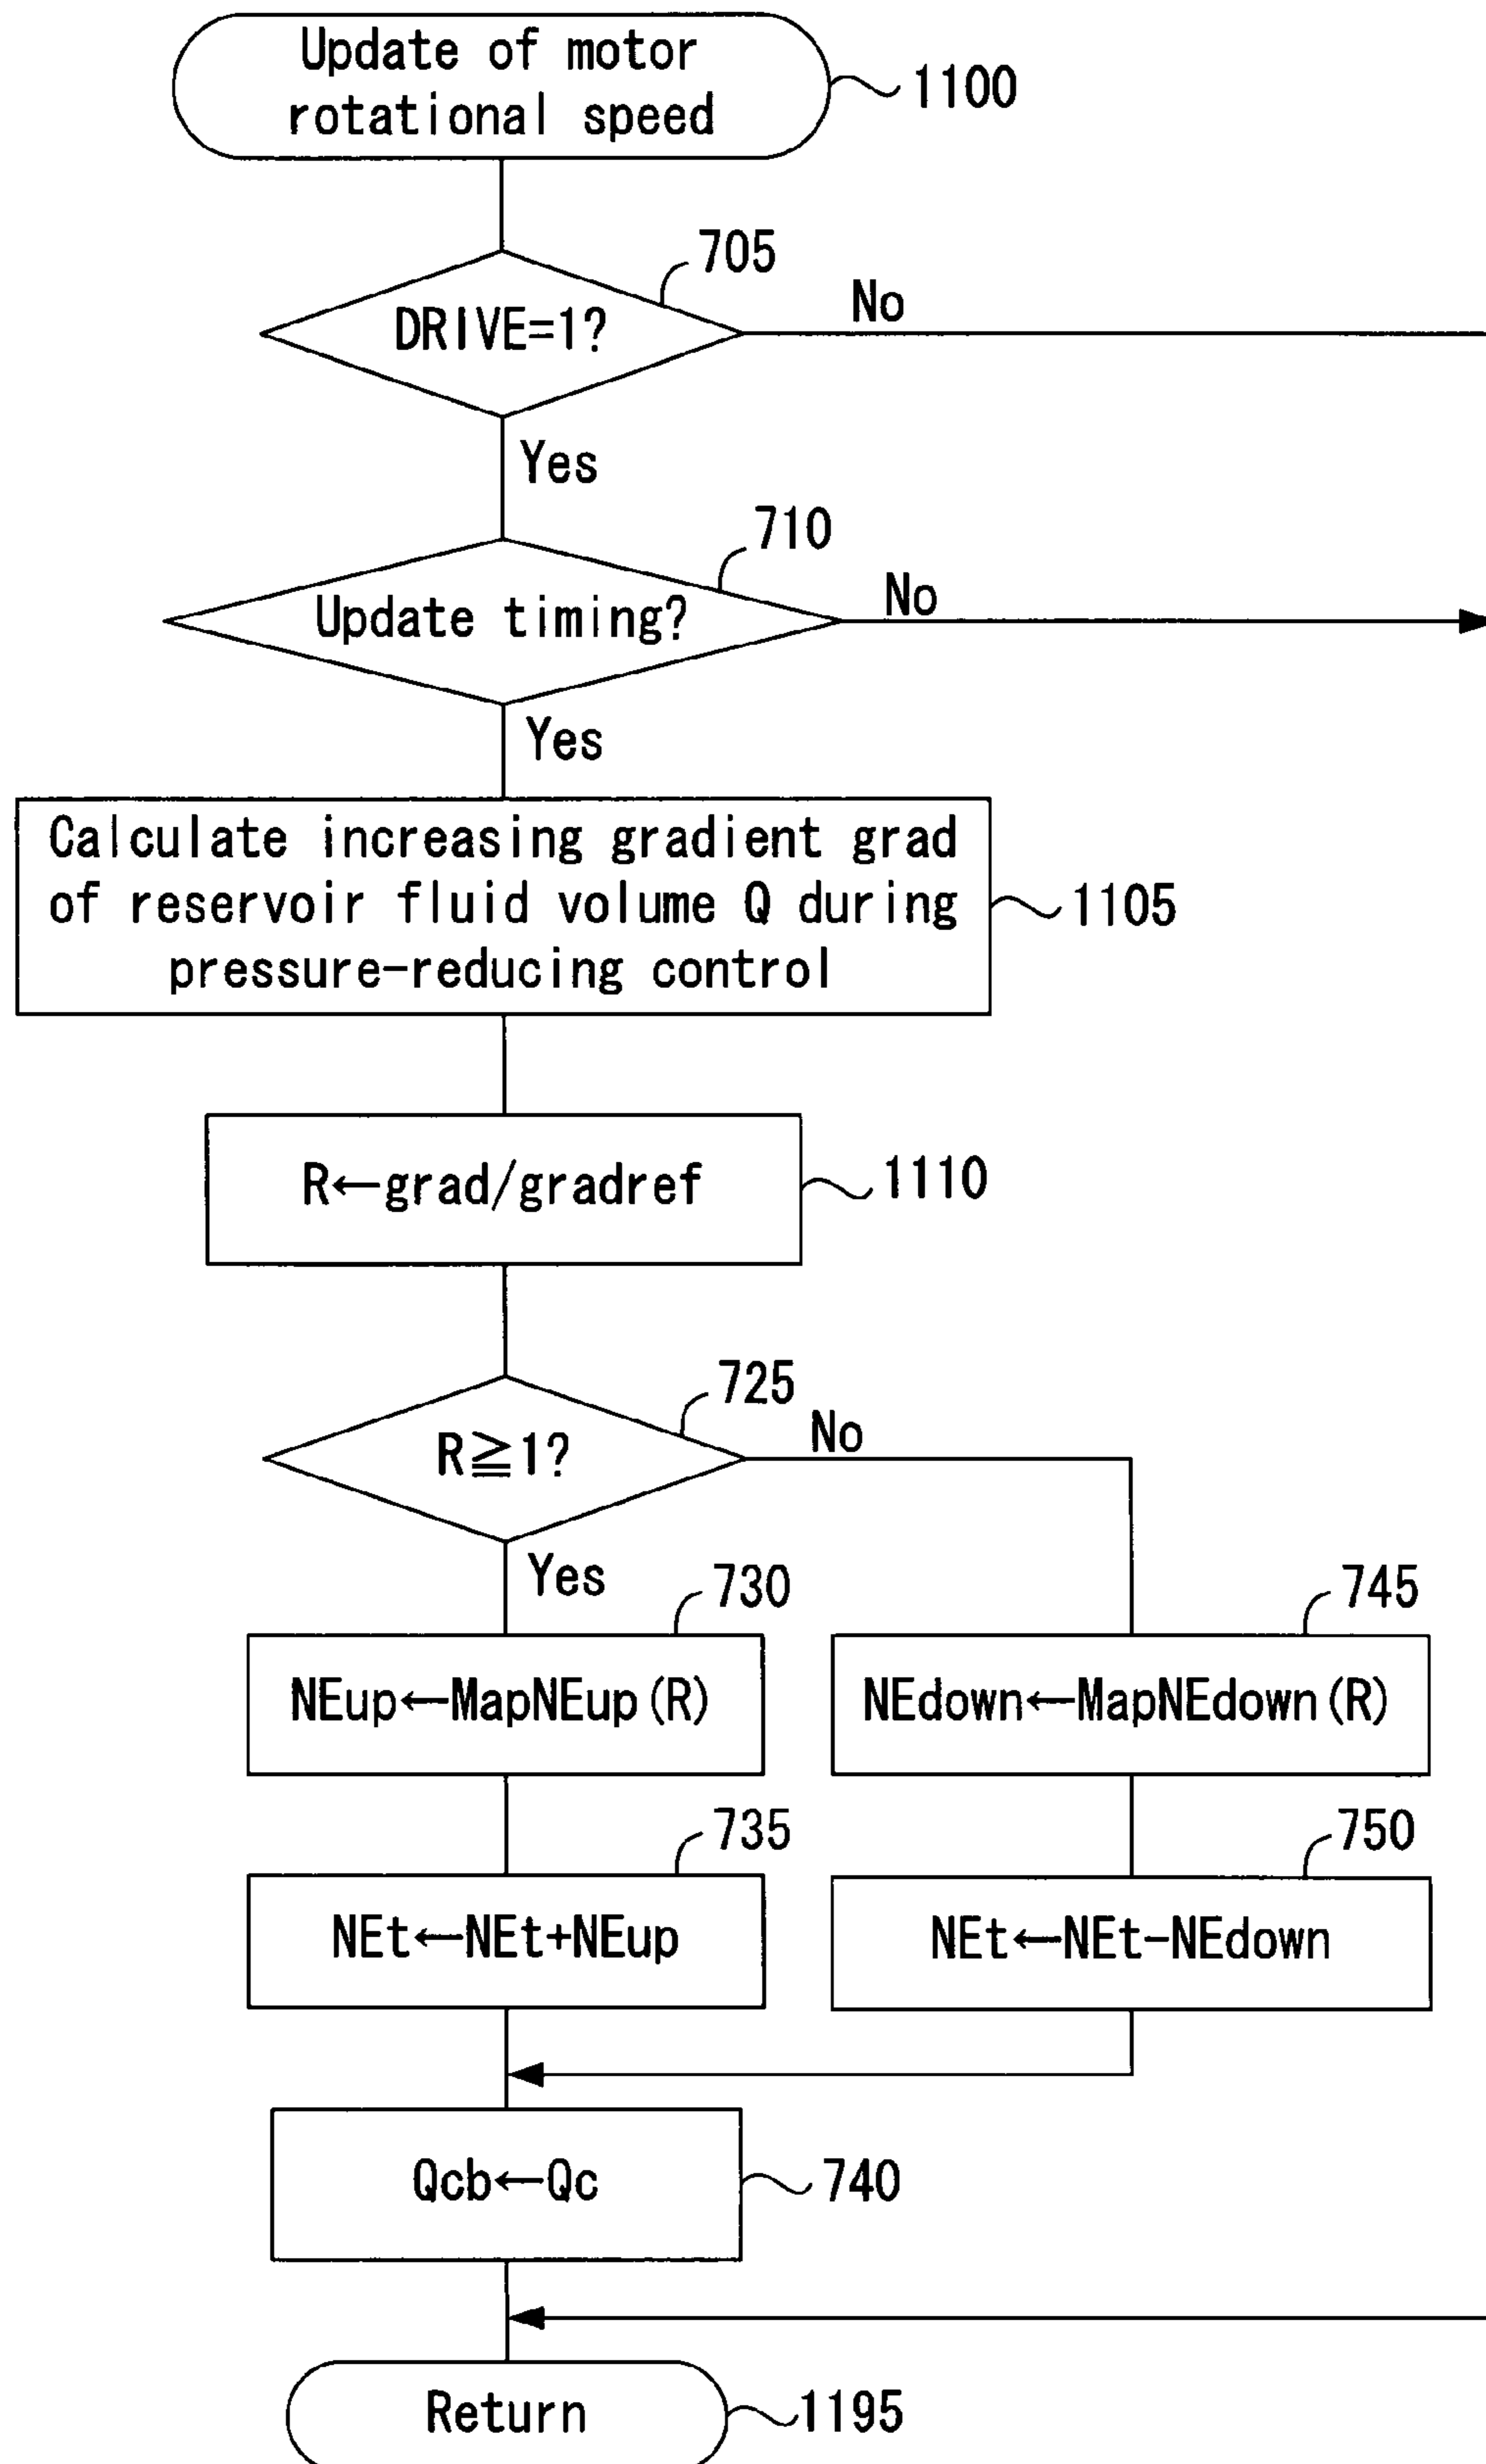 Update of motor
rotational speed
1100
705
DRIVE=1?
No
Yes
710
Update timing?
No
Yes
Calculate increasing gradient grad
of reservoir fluid volume Q during
pressure-reducing control
1105
R←grad/gradref
1110
725
R≧1?
No
Yes
730
NEup←MapNEup(R)
745
NEdown←MapNEdown(R)
735
NEt←NEt+NEup
750
NEt←NEt-NEdown
Qcb←Qc
740
Return
1195